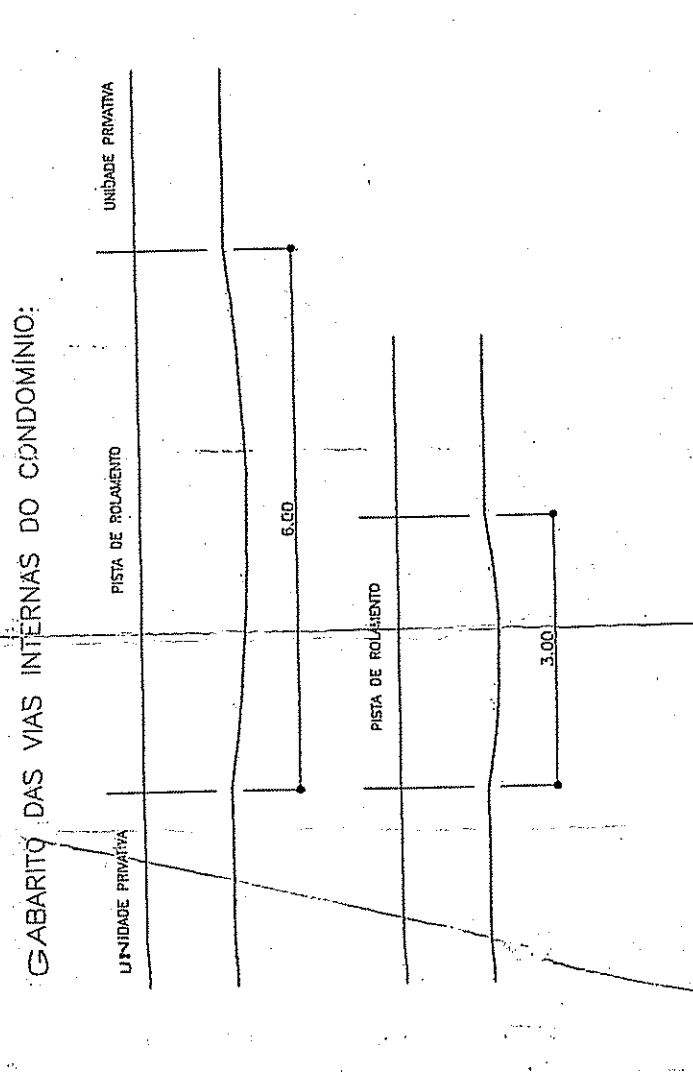 GABARITO DAS VIAS INTERNAS DO CONDOMÍNIO:
UNIDADE PRIVATIVA
PISTA DE ROLAMENTO
UNIDADE PRIVATIVA
6.00
PISTA DE ROLAMENTO
3.00